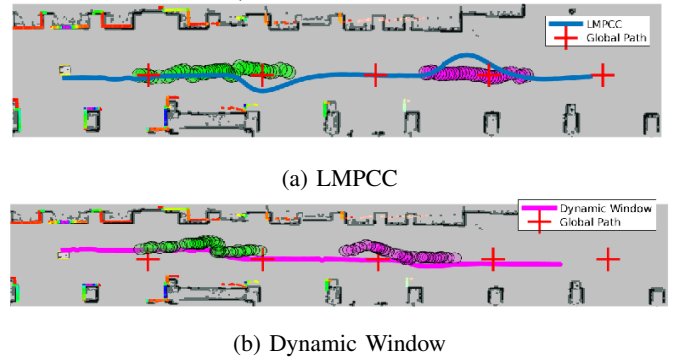 LMPCC
Global Path
(a) LMPCC
Dynamic Window
Global Path
(b) Dynamic Window